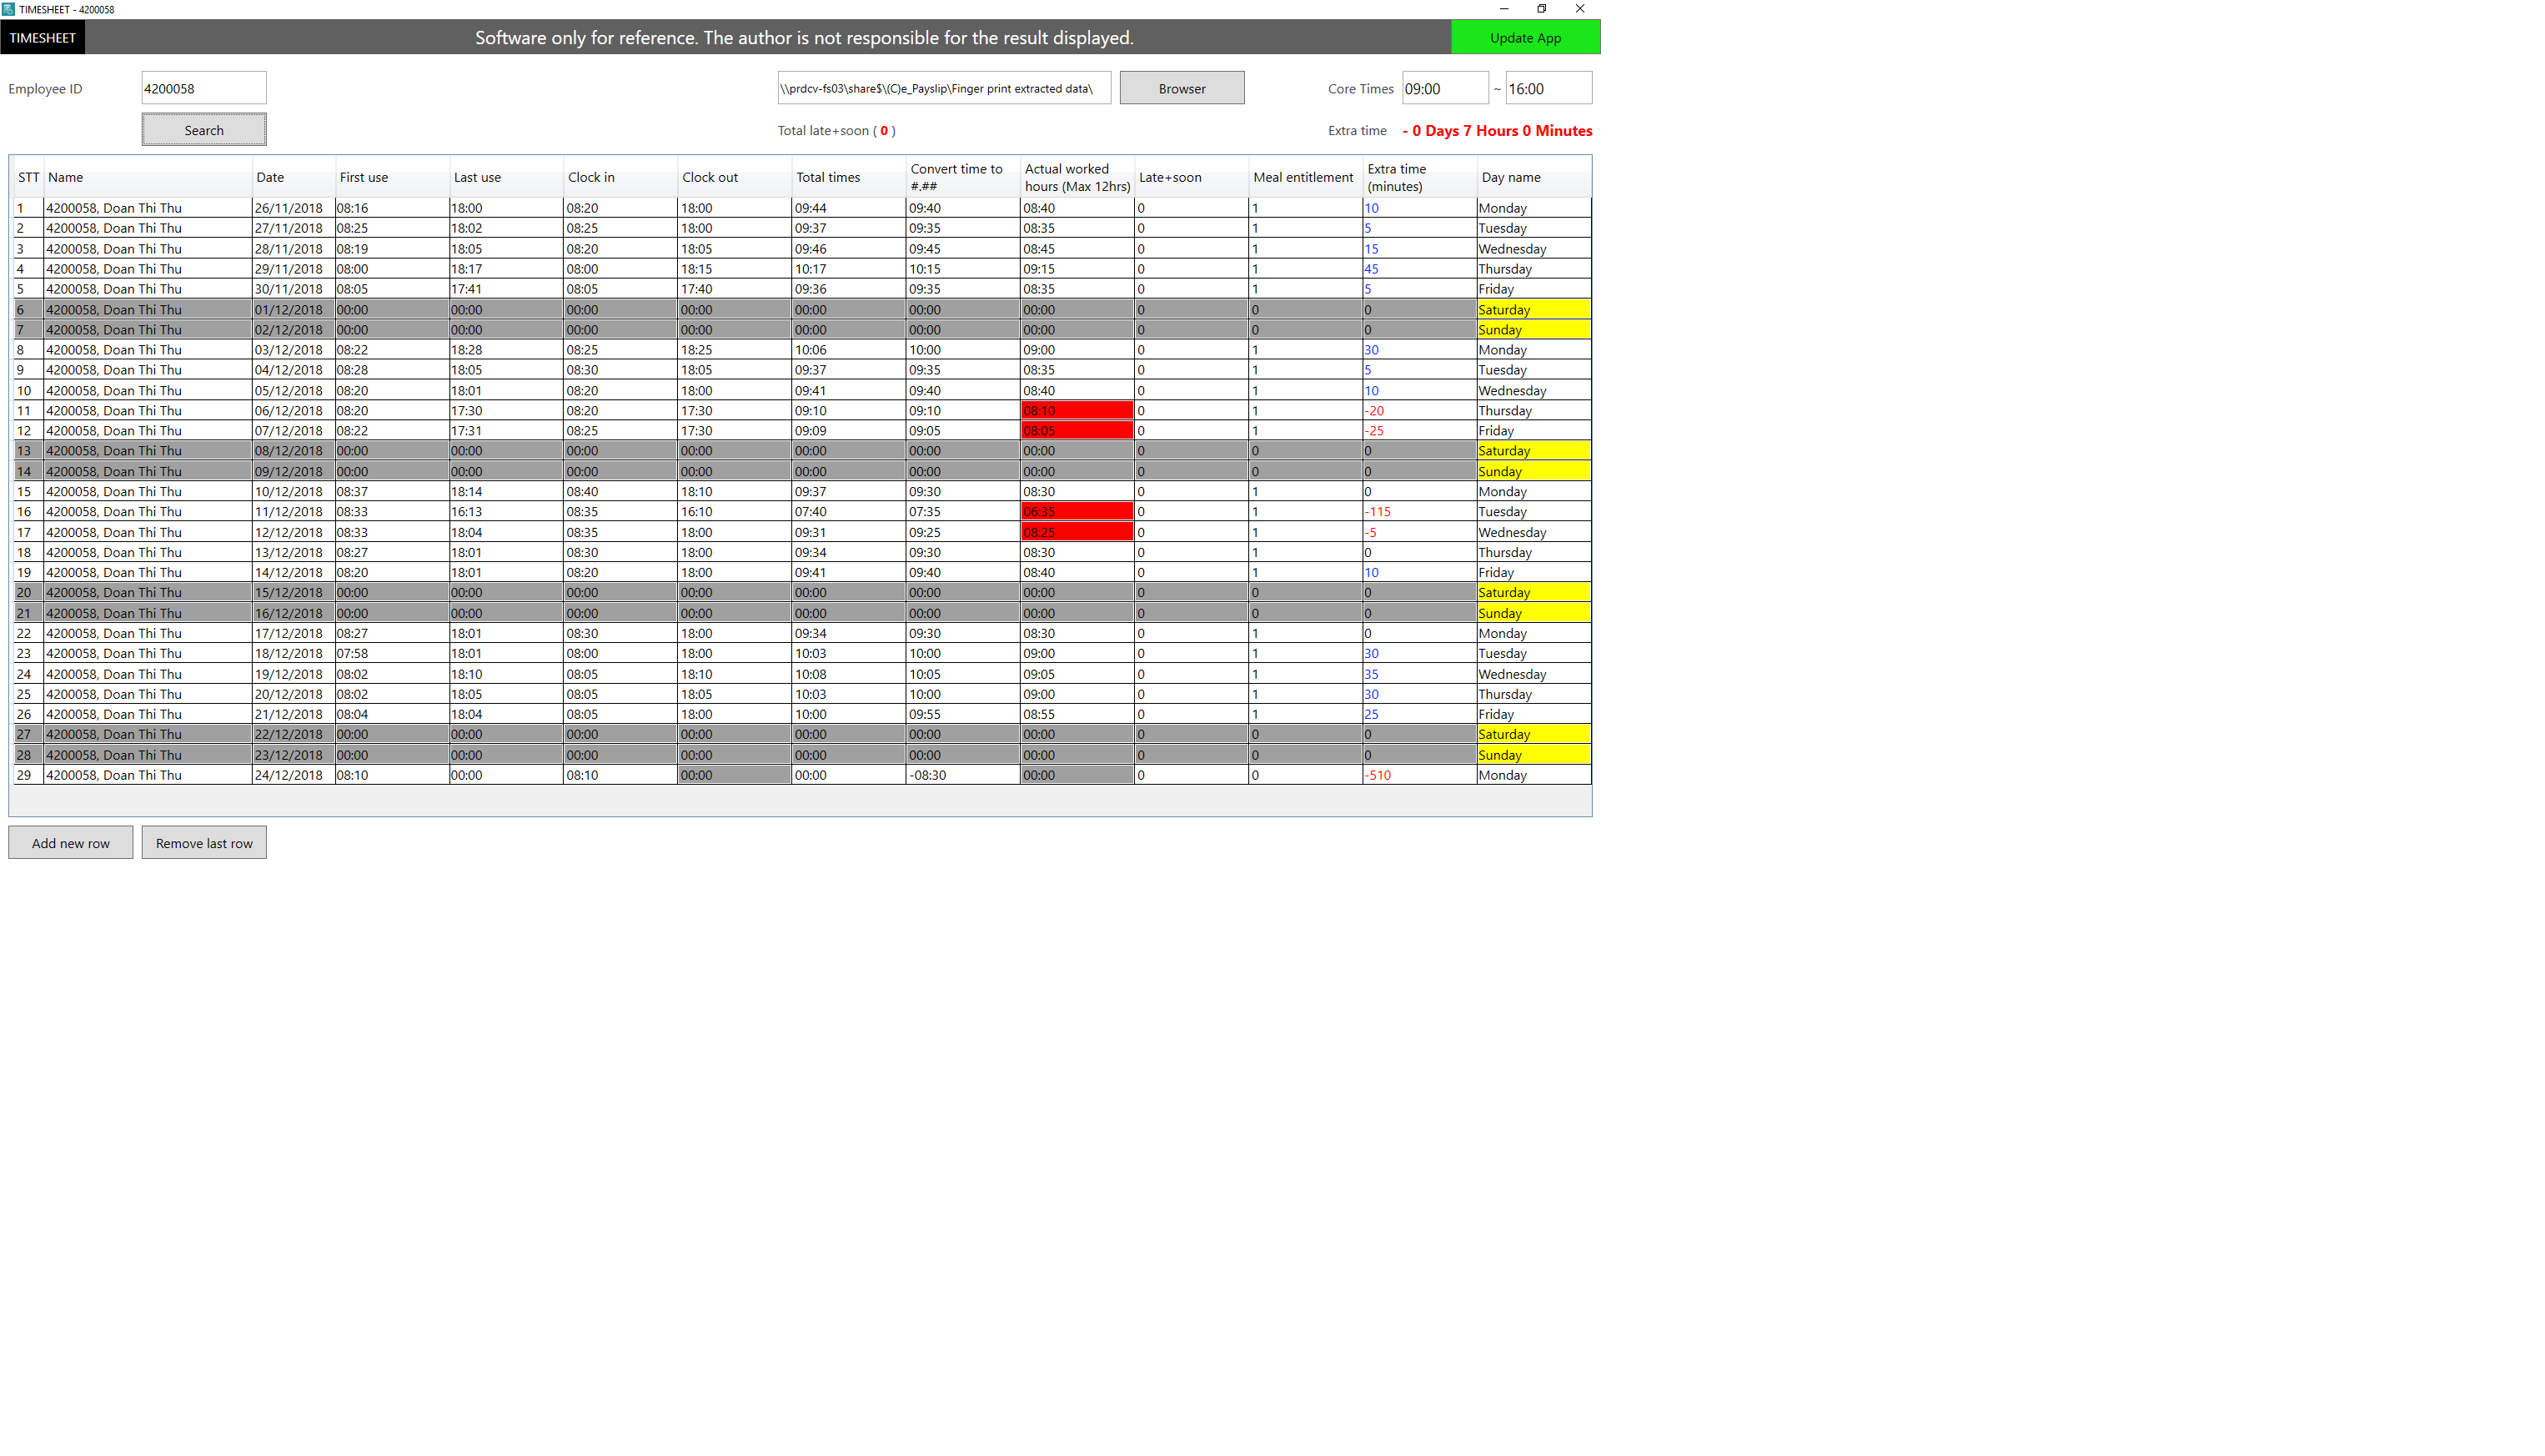 TIMESHEET - 4200058
TIMESHEET Software only for reference. The author is not responsible for the result displayed. Update App
Employee ID 4200058 \\prdcv-fs03\share$\(C)e_Payslip\Finger print extracted data\ Browser Core Times 09:00 ~ 16:00
Search Total late+soon ( 0 ) Extra time - 0 Days 7 Hours 0 Minutes
STT Name Date First use Last use Clock in Clock out Total times Convert time to #.## Actual worked hours (Max 12hrs) Late+soon Meal entitlement Extra time (minutes) Day name
1 4200058, Doan Thi Thu 26/11/2018 08:16 18:00 08:20 18:00 09:44 09:40 08:40 0 1 10 Monday
2 4200058, Doan Thi Thu 27/11/2018 08:25 18:02 08:25 18:00 09:37 09:35 08:35 0 1 5 Tuesday
3 4200058, Doan Thi Thu 28/11/2018 08:19 18:05 08:20 18:05 09:46 09:45 08:45 0 1 15 Wednesday
4 4200058, Doan Thi Thu 29/11/2018 08:00 18:17 08:00 18:15 10:17 10:15 09:15 0 1 45 Thursday
5 4200058, Doan Thi Thu 30/11/2018 08:05 17:41 08:05 17:40 09:36 09:35 08:35 0 1 5 Friday
6 4200058, Doan Thi Thu 01/12/2018 00:00 00:00 00:00 00:00 00:00 00:00 00:00 0 0 0 Saturday
7 4200058, Doan Thi Thu 02/12/2018 00:00 00:00 00:00 00:00 00:00 00:00 00:00 0 0 0 Sunday
8 4200058, Doan Thi Thu 03/12/2018 08:22 18:28 08:25 18:25 10:06 10:00 09:00 0 1 30 Monday
9 4200058, Doan Thi Thu 04/12/2018 08:28 18:05 08:30 18:05 09:37 09:35 08:35 0 1 5 Tuesday
10 4200058, Doan Thi Thu 05/12/2018 08:20 18:01 08:20 18:00 09:41 09:40 08:40 0 1 10 Wednesday
11 4200058, Doan Thi Thu 06/12/2018 08:20 17:30 08:20 17:30 09:10 09:10 08:10 0 1 -20 Thursday
12 4200058, Doan Thi Thu 07/12/2018 08:22 17:31 08:25 17:30 09:09 09:05 08:05 0 1 -25 Friday
13 4200058, Doan Thi Thu 08/12/2018 00:00 00:00 00:00 00:00 00:00 00:00 00:00 0 0 0 Saturday
14 4200058, Doan Thi Thu 09/12/2018 00:00 00:00 00:00 00:00 00:00 00:00 00:00 0 0 0 Sunday
15 4200058, Doan Thi Thu 10/12/2018 08:37 18:14 08:40 18:10 09:37 09:30 08:30 0 1 0 Monday
16 4200058, Doan Thi Thu 11/12/2018 08:33 16:13 08:35 16:10 07:40 07:35 06:35 0 1 -115 Tuesday
17 4200058, Doan Thi Thu 12/12/2018 08:33 18:04 08:35 18:00 09:31 09:25 08:25 0 1 -5 Wednesday
18 4200058, Doan Thi Thu 13/12/2018 08:27 18:01 08:30 18:00 09:34 09:30 08:30 0 1 0 Thursday
19 4200058, Doan Thi Thu 14/12/2018 08:20 18:01 08:20 18:00 09:41 09:40 08:40 0 1 10 Friday
20 4200058, Doan Thi Thu 15/12/2018 00:00 00:00 00:00 00:00 00:00 00:00 00:00 0 0 0 Saturday
21 4200058, Doan Thi Thu 16/12/2018 00:00 00:00 00:00 00:00 00:00 00:00 00:00 0 0 0 Sunday
22 4200058, Doan Thi Thu 17/12/2018 08:27 18:01 08:30 18:00 09:34 09:30 08:30 0 1 0 Monday
23 4200058, Doan Thi Thu 18/12/2018 07:58 18:01 08:00 18:00 10:03 10:00 09:00 0 1 30 Tuesday
24 4200058, Doan Thi Thu 19/12/2018 08:02 18:10 08:05 18:10 10:08 10:05 09:05 0 1 35 Wednesday
25 4200058, Doan Thi Thu 20/12/2018 08:02 18:05 08:05 18:05 10:03 10:00 09:00 0 1 30 Thursday
26 4200058, Doan Thi Thu 21/12/2018 08:04 18:04 08:05 18:00 10:00 09:55 08:55 0 1 25 Friday
27 4200058, Doan Thi Thu 22/12/2018 00:00 00:00 00:00 00:00 00:00 00:00 00:00 0 0 0 Saturday
28 4200058, Doan Thi Thu 23/12/2018 00:00 00:00 00:00 00:00 00:00 00:00 00:00 0 0 0 Sunday
29 4200058, Doan Thi Thu 24/12/2018 08:10 00:00 08:10 00:00 00:00 -08:30 00:00 0 0 -510 Monday
Add new row Remove last row